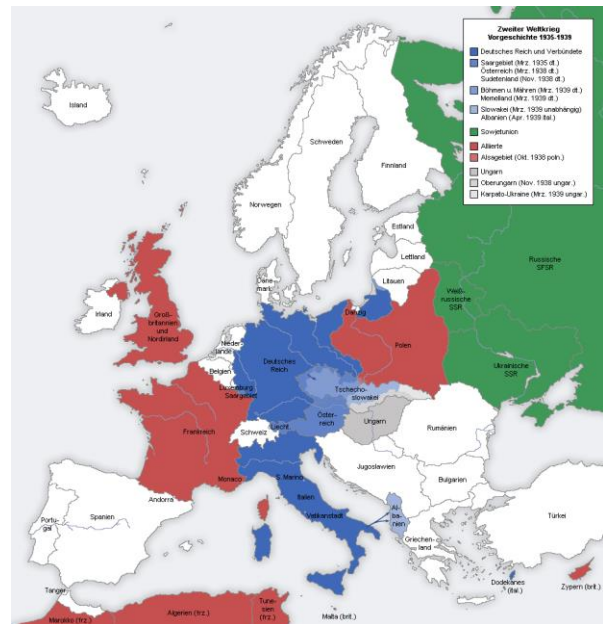 Zweiter Weltkrieg
Vorgeschichte 1935-1939
Deutsches Reich und Verbündete
Saargebiet (Mrz. 1935 dt.)
Österreich (Mrz. 1938 dt.)
Sudetenland (Nov. 1938 dt.)
Böhmen u. Mähren (Mrz. 1939 dt.)
Memelland (Mrz. 1939 dt.)
Slowakei (Mrz. 1939 unabhängig)
Albanien (Apr. 1939 ital.)
Sowjetunion
Alliierte
Alsagebiet (Okt. 1938 poln.)
Ungarn
Oberungarn (Nov. 1938 ungar.)
Karpato-Ukraine (Mrz. 1939 ungar.)
Island
Schweden
Finnland
Norwegen
Estland
Russische
SFSR
Lettland
Däne-
mark
Litauen
Weiß-
russische
SSR
Irland
Groß-
britannien
und
Nordirland
Danzig
Nieder-
lande
Polen
Deutsches
Reich
Belgien
Ukrainische
SSR
Luxemburg
Saargebiet
Tschecho-
slowakei
Frankreich
Liecht.
Öster-
reich
Schweiz
Ungarn
Rumänien
Jugoslawien
S. Marino
Monaco
Andorra
Bulgarien
Italien
Vatikanstadt
Al-
ba-
nien
Portu-
gal
Spanien
Türkei
Griechen-
land
Tanger
Dodekanes
(ital.)
Zypern (brit.)
Marokko (frz.)
Algerien (frz.)
Tune-
sien
(frz.)
Malta (brit.)